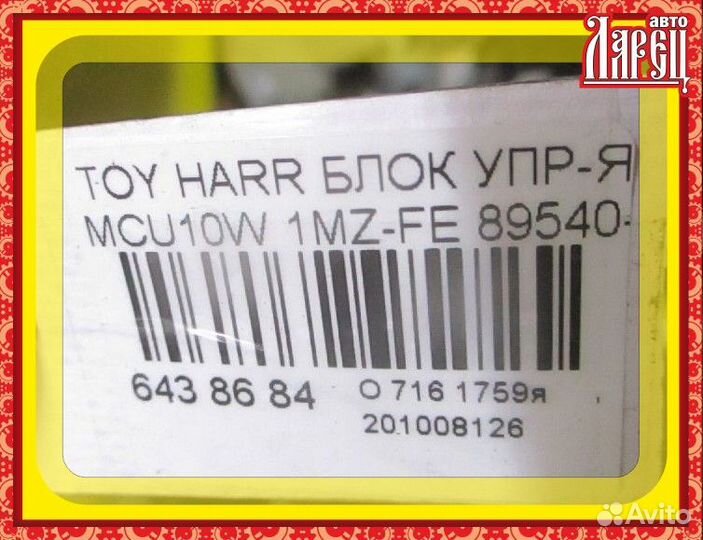 авто
ЛАРЕЦ
TOY HARR БЛОК УПР-Я
MCU10W 1MZ-FE 89540-
643 86 84
О 716 1759я
201008126
Avito